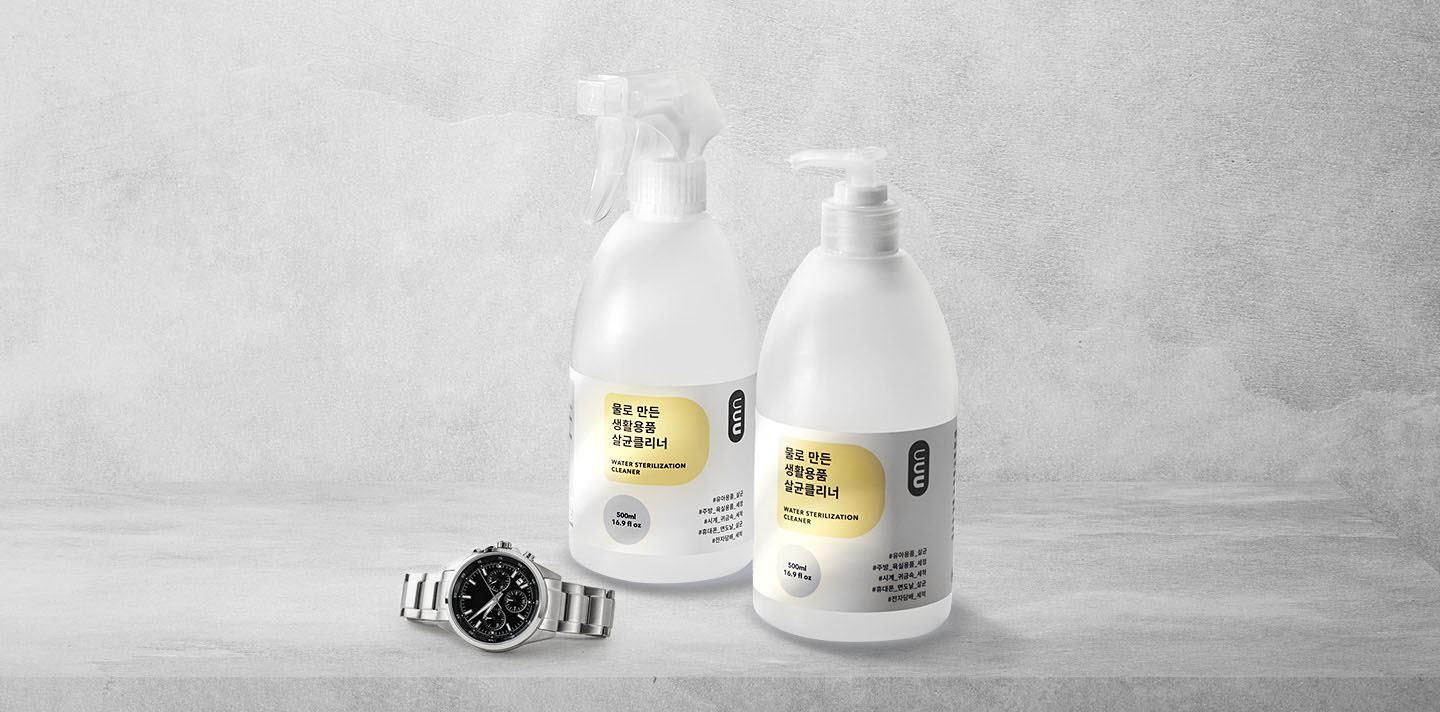 물로 만든
생활용품
살균클리너
WATER STERILIZATION
CLEANER
500ml
16.9 fl oz
#유아용품_살균
#주방_욕실용품_세정
#시계_귀금속_세척
#휴대폰_면도날_살균
#전자담배_세척
물로 만든
생활용품
살균클리너
WATER STERILIZATION
CLEANER
500ml
16.9 fl oz
#유아용품_살균
#주방_욕실용품_세정
#시계_귀금속_세척
#휴대폰_면도날_살균
#전자담배_세척